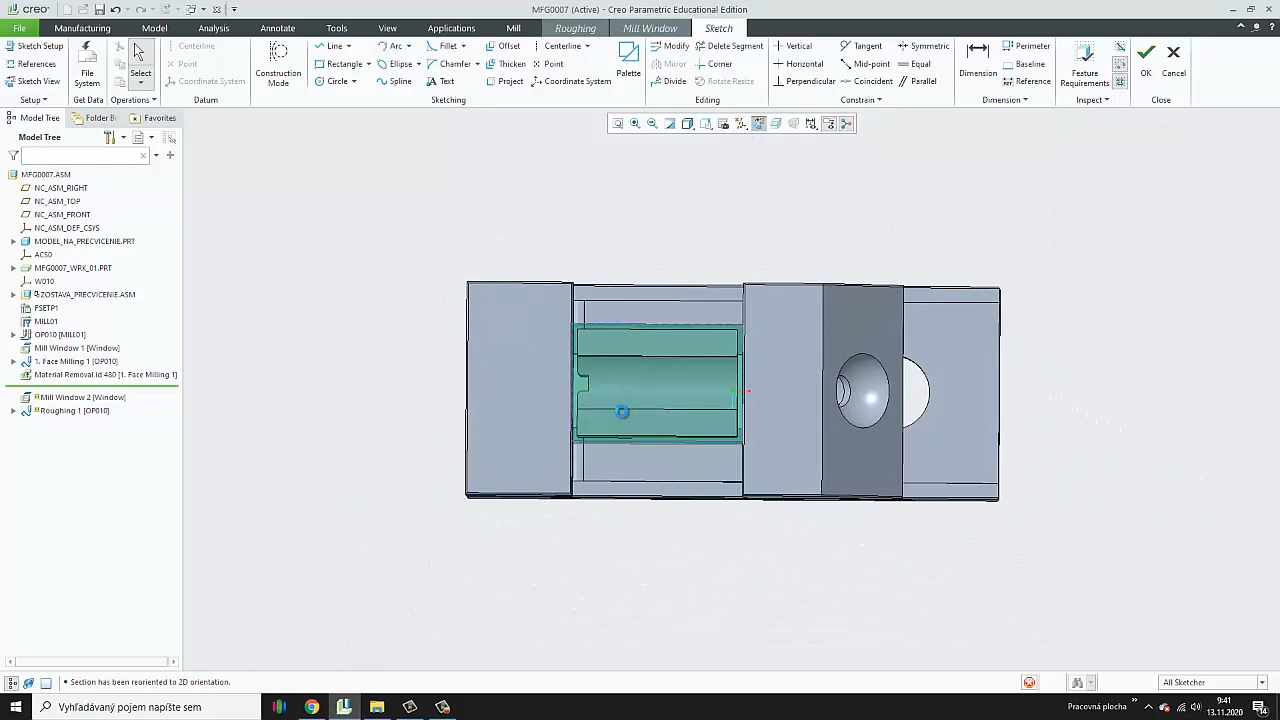 creo MFG0007 (Active) - Creo Parametric Educational Edition
File Manufacturing Model Analysis Annotate Tools View Applications Mill Roughing Mill Window Sketch
Sketch Setup
References
Sketch View
Setup
File System
Get Data
Select
Operations
Centerline
Point
Coordinate System
Datum
Construction Mode
Line Arc Fillet Offset Centerline
Rectangle Ellipse Chamfer Thicken Point
Circle Spline Text Project Coordinate System
Palette
Sketching
Modify Delete Segment
Mirror Corner
Divide Rotate Resize
Editing
Vertical Tangent Symmetric
Horizontal Mid-point Equal
Perpendicular Coincident Parallel
Constrain
Dimension
Perimeter
Baseline
Reference
Dimension
Feature Requirements
Inspect
OK Cancel
Close
Model Tree Folder Br Favorites
Model Tree
MFG0007.ASM
NC_ASM_RIGHT
NC_ASM_TOP
NC_ASM_FRONT
NC_ASM_DEF_CSYS
MODEL_NA_PRECVICENIE.PRT
ACS0
MFG0007_WRK_01.PRT
W010
ZOSTAVA_PRECVICENIE.ASM
FSETP1
MILL01
OP010 [MILL01]
Mill Window 1 [Window]
1. Face Milling 1 [OP010]
Material Removal id 480 [1. Face Milling 1]
Mill Window 2 [Window]
Roughing 1 [OP010]
• Section has been reoriented to 2D orientation.
All Sketcher
Vyhľadávaný pojem napíšte sem
Pracovná plocha
9:41
13.11.2020
14